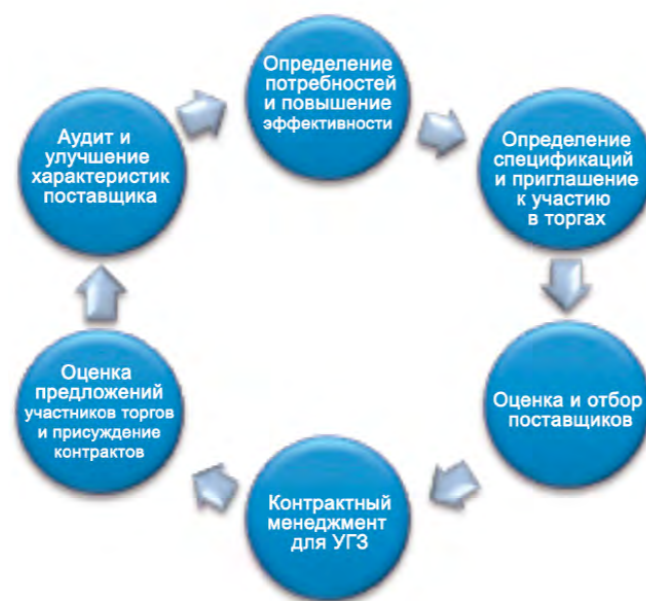 Определение
потребностей
и повышение
эффективности
Определение
спецификаций
и приглашение
к участию
в торгах
Оценка и отбор
поставщиков
Контрактный
менеджмент
для УГЗ
Оценка
предложений
участников торгов
и присуждение
контрактов
Аудит и
улучшение
характеристик
поставщика